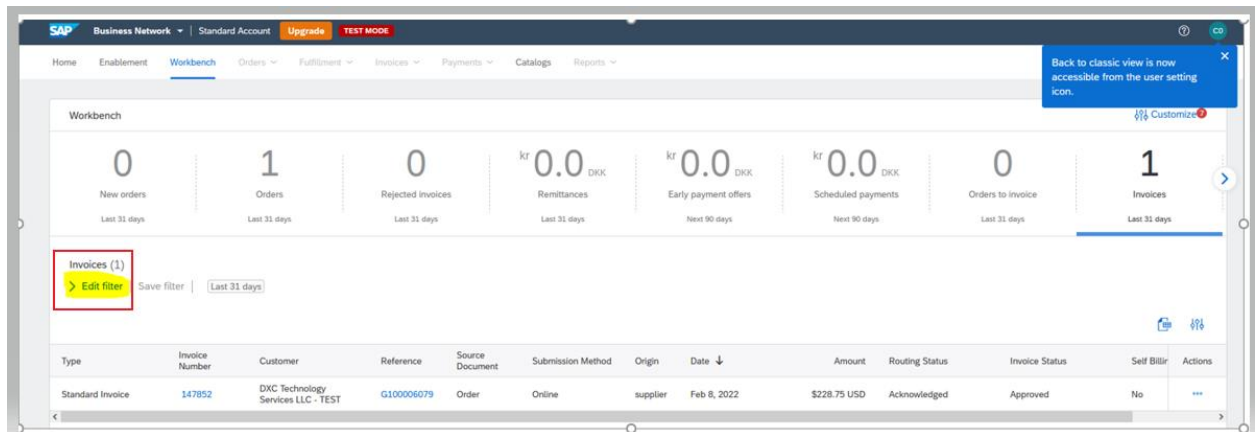 SAP Business Network Standard Account Upgrade TEST MODE CO
Home Enablement Workbench Orders Fulfillment Invoices Payments Catalogs Reports
Back to classic view is now
accessible from the user setting
icon.
Workbench Customize 7
0 1 0 kr 0.0 DKK kr 0.0 DKK kr 0.0 DKK 0 1
New orders Orders Rejected invoices Remittances Early payment offers Scheduled payments Orders to invoice Invoices
Last 31 days Last 31 days Last 31 days Last 31 days Next 90 days Next 90 days Last 31 days Last 31 days
Invoices (1)
Edit filter Save filter Last 31 days
Type Invoice Number Customer Reference Source Document Submission Method Origin Date ↓ Amount Routing Status Invoice Status Self Billin Actions
Standard Invoice 147852 DXC Technology Services LLC - TEST G100006079 Order Online supplier Feb 8, 2022 $228.75 USD Acknowledged Approved No